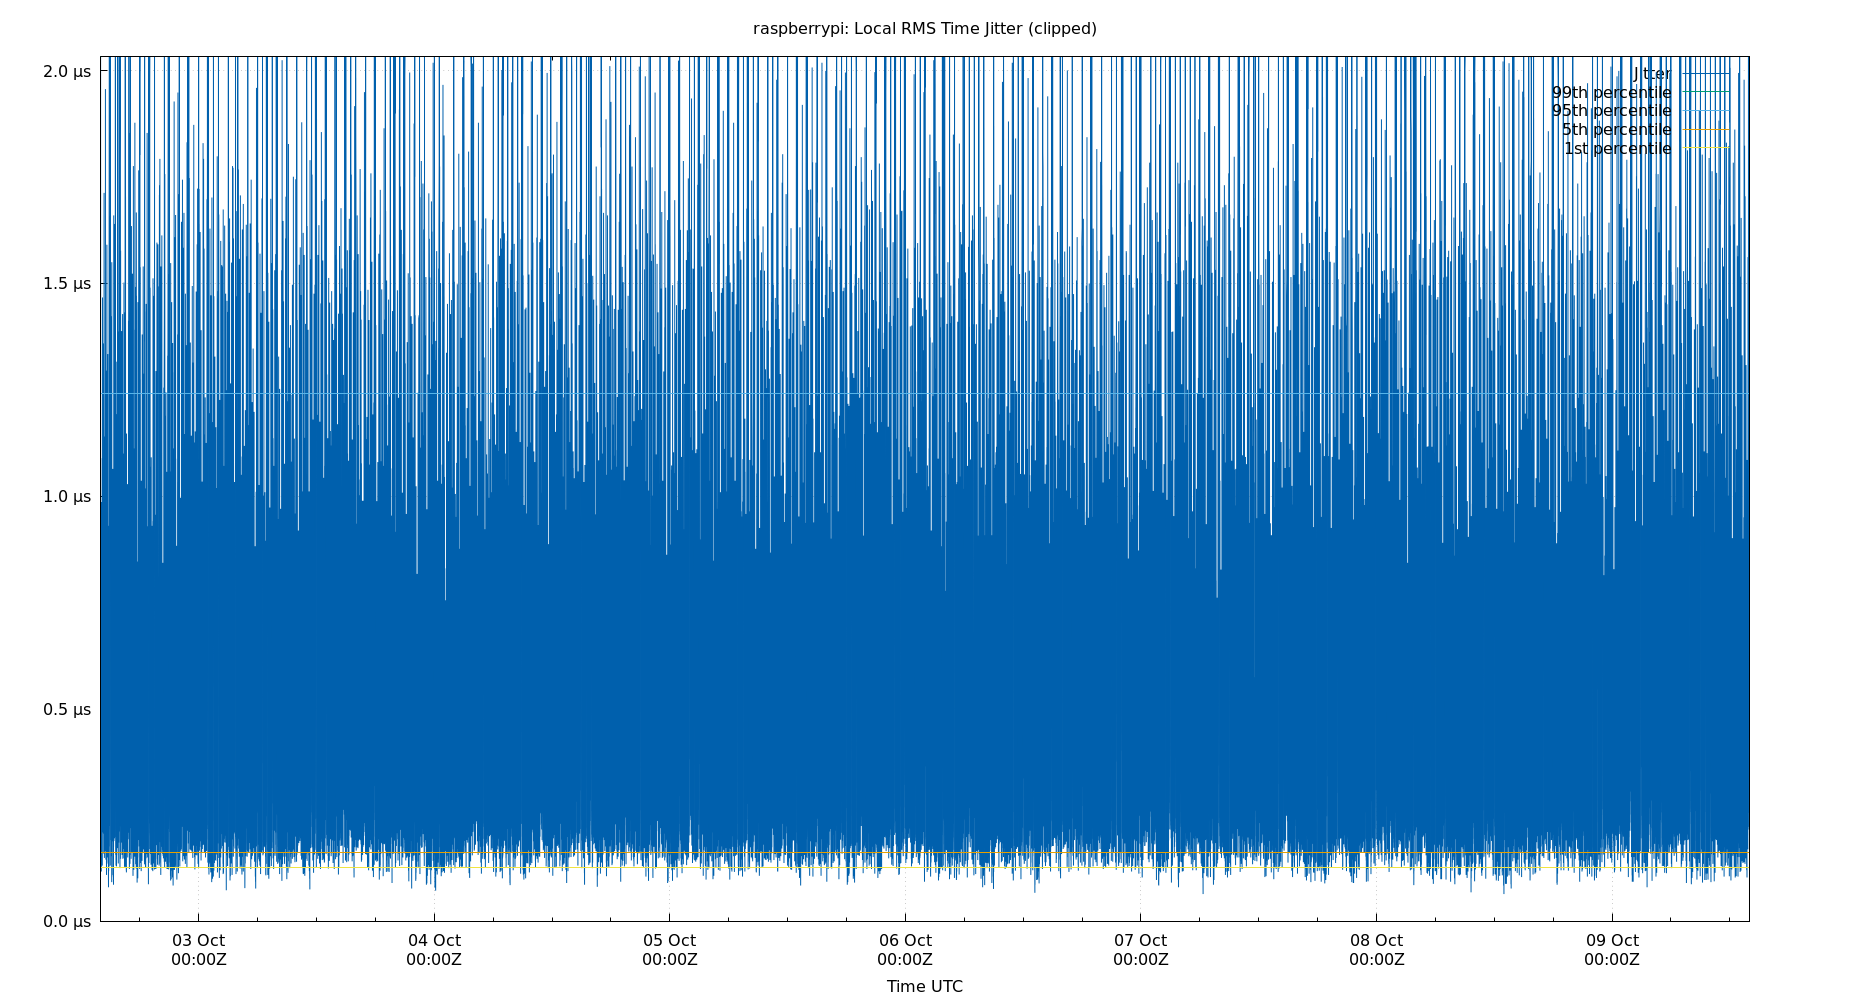 raspberrypi: Local RMS Time Jitter (clipped)
2.0 μs
1.5 μs
1.0 μs
0.5 μs
0.0 μs
Jitter
99th percentile
95th percentile
5th percentile
1st percentile
03 Oct 04 Oct 05 Oct 06 Oct 07 Oct 08 Oct 09 Oct
00:00Z 00:00Z 00:00Z 00:00Z 00:00Z 00:00Z 00:00Z
Time UTC